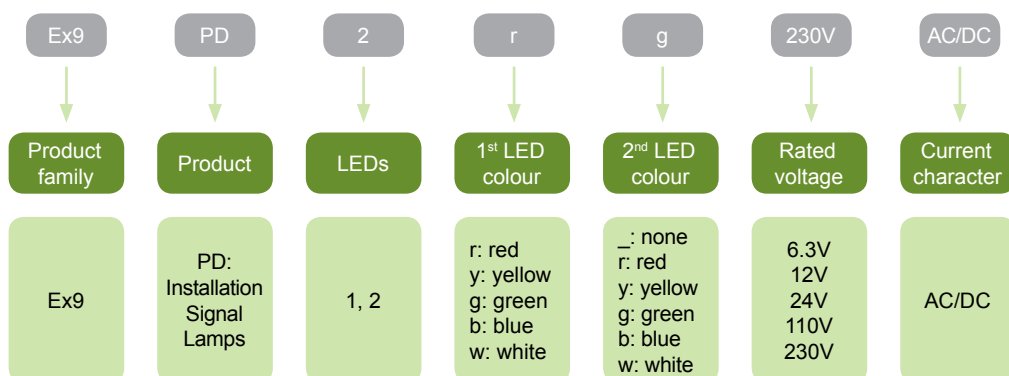 Ex9
PD
2
r
g
230V
AC/DC
Product
family
Product
LEDs
1st LED
colour
2nd LED
colour
Rated
voltage
Current
character
Ex9
PD:
Installation
Signal
Lamps
1, 2
r: red
y: yellow
g: green
b: blue
w: white
_: none
r: red
y: yellow
g: green
b: blue
w: white
6.3V
12V
24V
110V
230V
AC/DC